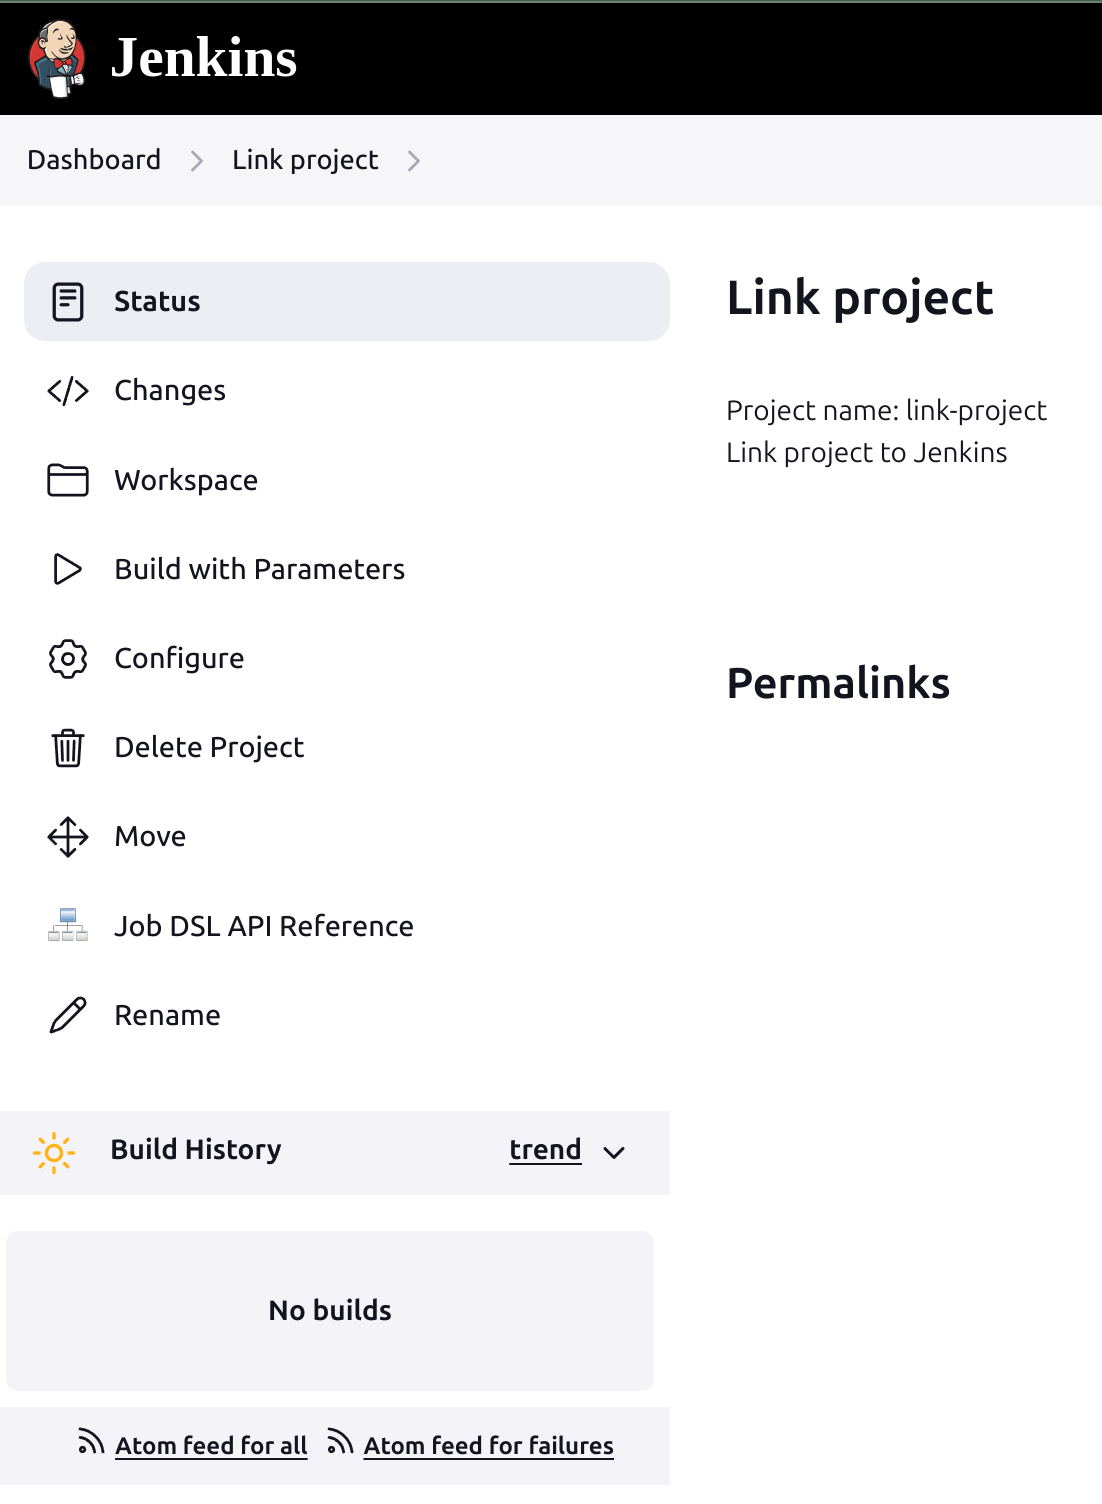 Jenkins
Dashboard
Link project
Status
Changes
Workspace
Build with Parameters
Configure
Delete Project
Move
Job DSL API Reference
Rename
Build History
trend
No builds
Atom feed for all
Atom feed for failures
Link project
Project name: link-project
Link project to Jenkins
Permalinks